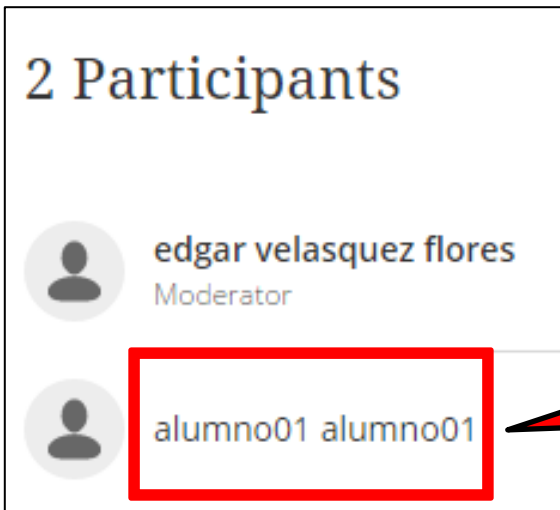 2 Participants
edgar velasquez flores
Moderator
alumno01 alumno01